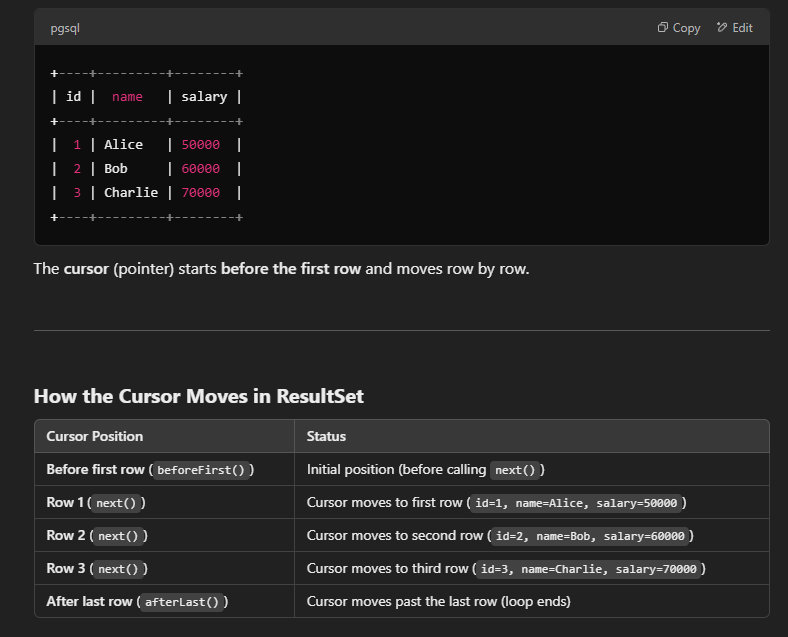 pgsql Copy Edit
+----+---------+--------+
| id |  name   | salary |
+----+---------+--------+
|  1 | Alice   | 50000  |
|  2 | Bob     | 60000  |
|  3 | Charlie | 70000  |
+----+---------+--------+
The cursor (pointer) starts before the first row and moves row by row.
How the Cursor Moves in ResultSet
Cursor Position Status
Before first row (beforeFirst()) Initial position (before calling next())
Row 1 (next()) Cursor moves to first row (id=1, name=Alice, salary=50000)
Row 2 (next()) Cursor moves to second row (id=2, name=Bob, salary=60000)
Row 3 (next()) Cursor moves to third row (id=3, name=Charlie, salary=70000)
After last row (afterLast()) Cursor moves past the last row (loop ends)